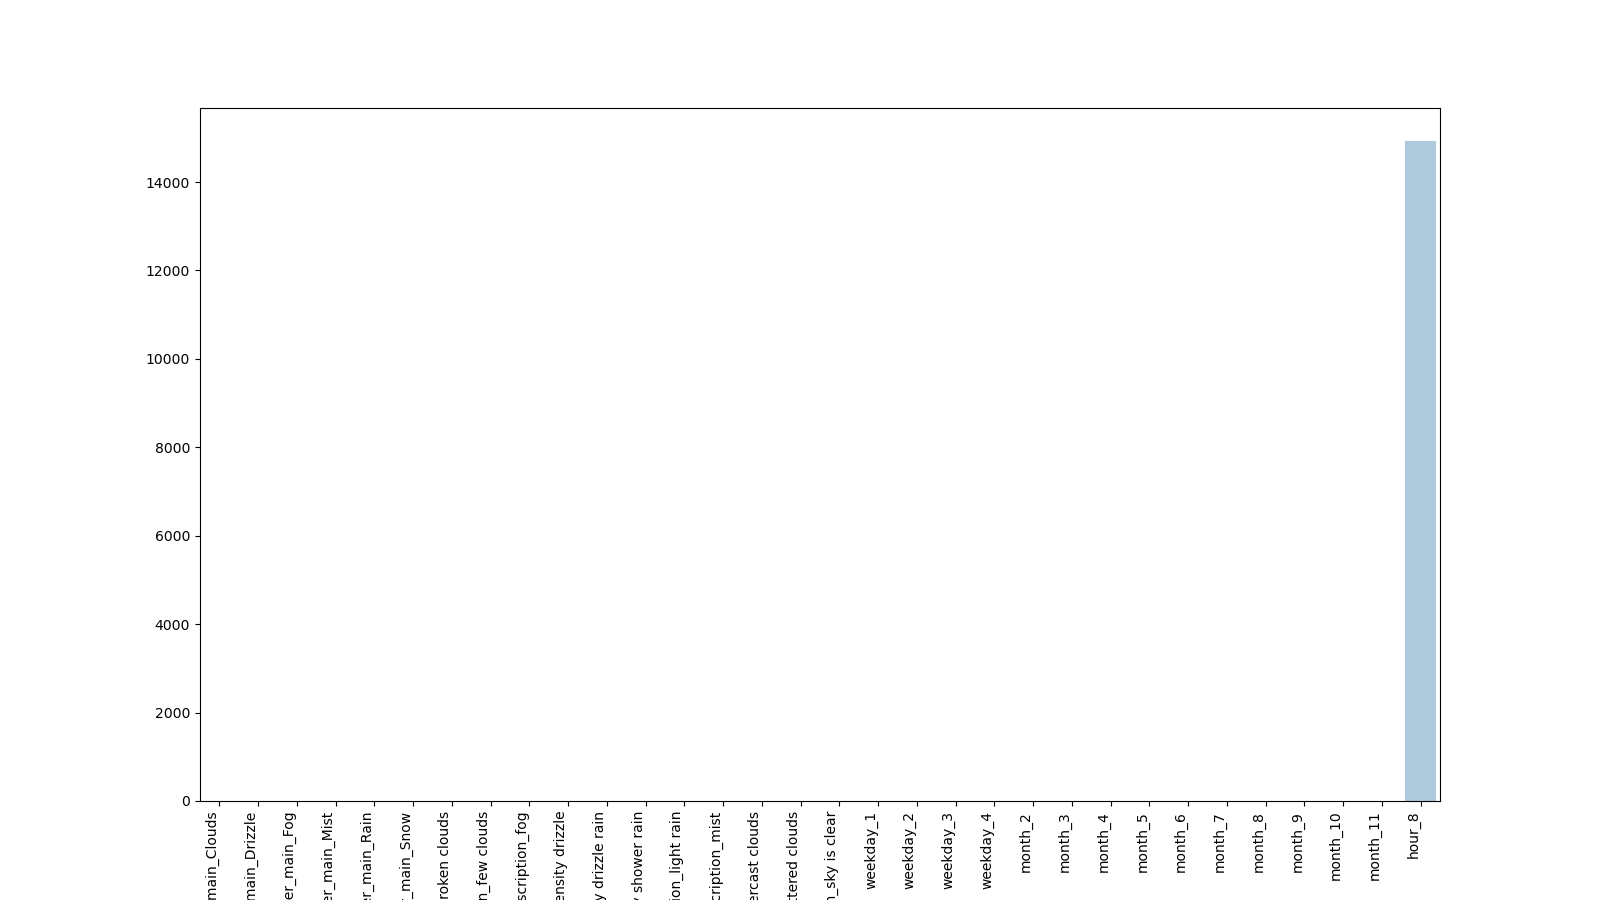 14000
12000
10000
8000
6000
4000
2000
0
main_Clouds
main_Drizzle
er_main_Fog
er_main_Mist
er_main_Rain
_main_Snow
roken clouds
n_few clouds
scription_fog
ensity drizzle
y drizzle rain
shower rain
ion_light rain
cription_mist
ercast clouds
ttered clouds
n_sky is clear
weekday_1
weekday_2
weekday_3
weekday_4
month_2
month_3
month_4
month_5
month_6
month_7
month_8
month_9
month_10
month_11
hour_8